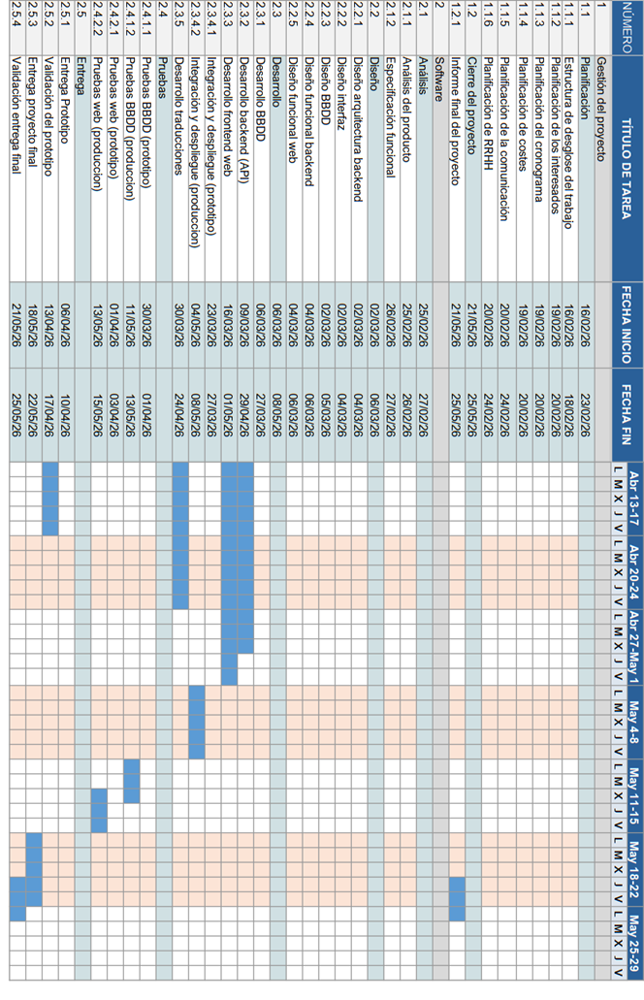 NÚMERO TÍTULO DE TAREA FECHA INICIO FECHA FIN Abr 13-17 Abr 20-24 Abr 27-May 1 May 4-8 May 11-15 May 18-22 May 25-29
L M X J V L M X J V L M X J V L M X J V L M X J V L M X J V L M X J V
1 Gestión del proyecto
1.1 Planificación 16/02/26 23/02/26
1.1.1 Estructura de desglose del trabajo 16/02/26 18/02/26
1.1.2 Planificación de los interesados 19/02/26 20/02/26
1.1.3 Planificación del cronograma 19/02/26 20/02/26
1.1.4 Planificación de costes 19/02/26 20/02/26
1.1.5 Planificación de la comunicación 20/02/26 24/02/26
1.1.6 Planificación de RRHH 20/02/26 24/02/26
1.2 Cierre del proyecto 21/05/26 25/05/26
1.2.1 Informe final del proyecto 21/05/26 25/05/26
2 Software
2.1 Análisis 25/02/26 27/02/26
2.1.1 Análisis del producto 25/02/26 26/02/26
2.1.2 Especificación funcional 26/02/26 27/02/26
2.2 Diseño 02/03/26 06/03/26
2.2.1 Diseño arquitectura backend 02/03/26 04/03/26
2.2.2 Diseño interfaz 02/03/26 04/03/26
2.2.3 Diseño BBDD 02/03/26 05/03/26
2.2.4 Diseño funcional backend 04/03/26 06/03/26
2.2.5 Diseño funcional web 04/03/26 06/03/26
2.3 Desarrollo 06/03/26 08/05/26
2.3.1 Desarrollo BBDD 06/03/26 27/03/26
2.3.2 Desarrollo backend (API) 09/03/26 29/04/26
2.3.3 Desarrollo frontend web 16/03/26 01/05/26
2.3.4.1 Integración y despliegue (prototipo) 23/03/26 27/03/26
2.3.4.2 Integración y despliegue (produccion) 04/05/26 08/05/26
2.3.5 Desarrollo traducciones 30/03/26 24/04/26
2.4 Pruebas
2.4.1.1 Pruebas BBDD (prototipo) 30/03/26 01/04/26
2.4.1.2 Pruebas BBDD (produccion) 11/05/26 13/05/26
2.4.2.1 Pruebas web (prototipo) 01/04/26 03/04/26
2.4.2.2 Pruebas web (produccion) 13/05/26 15/05/26
2.5 Entrega
2.5.1 Entrega Prototipo 06/04/26 10/04/26
2.5.2 Validación del prototipo 13/04/26 17/04/26
2.5.3 Entrega proyecto final 18/05/26 22/05/26
2.5.4 Validación entrega final 21/05/26 25/05/26